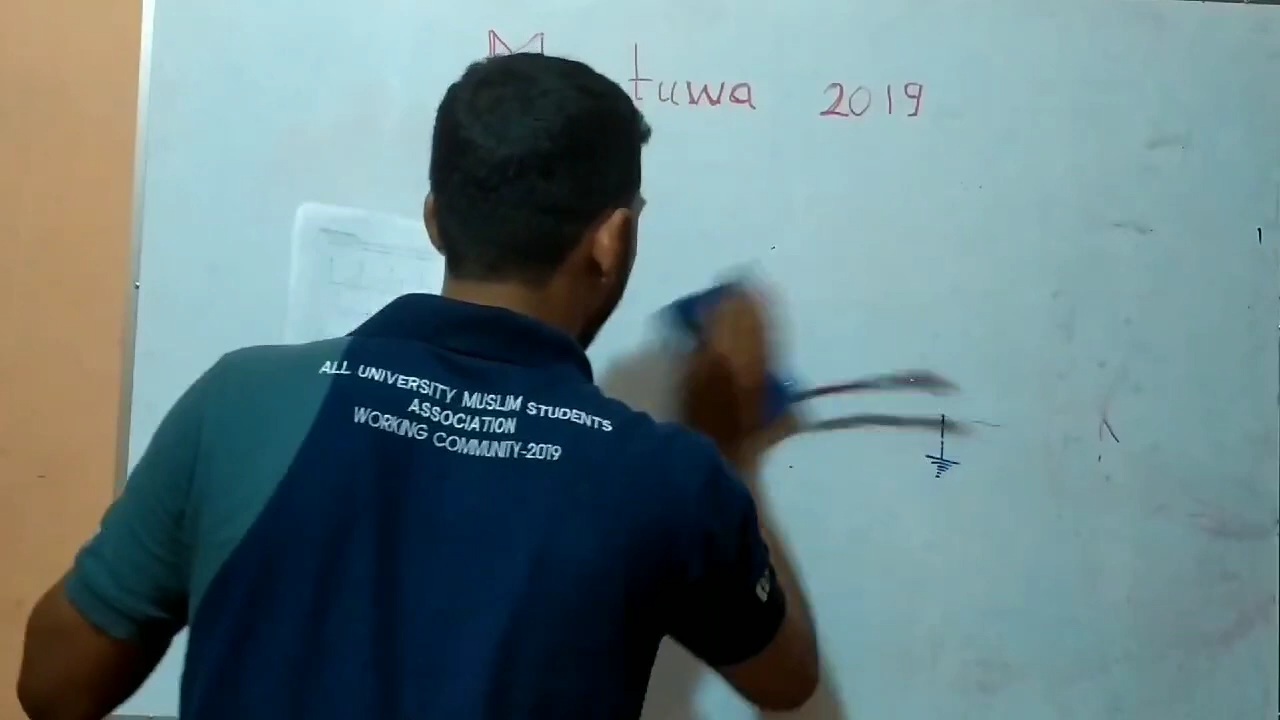 tuwa 2019
ALL UNIVERSITY MUSLIM STUDENTS
ASSOCIATION
WORKING COMMUNITY-2019